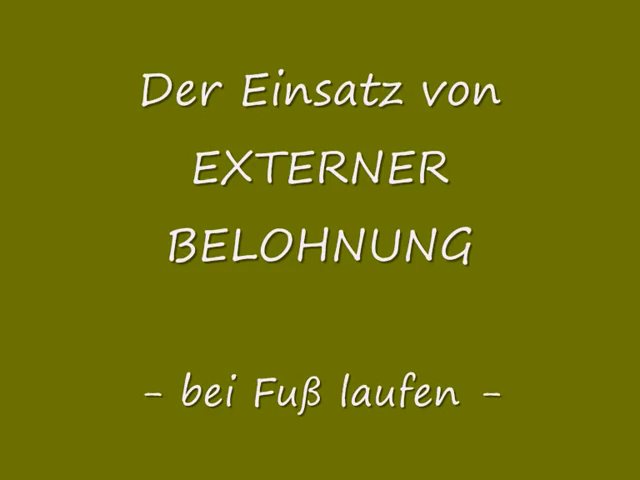 Der Einsatz von
EXTERNER
BELOHNUNG
- bei Fuß laufen -